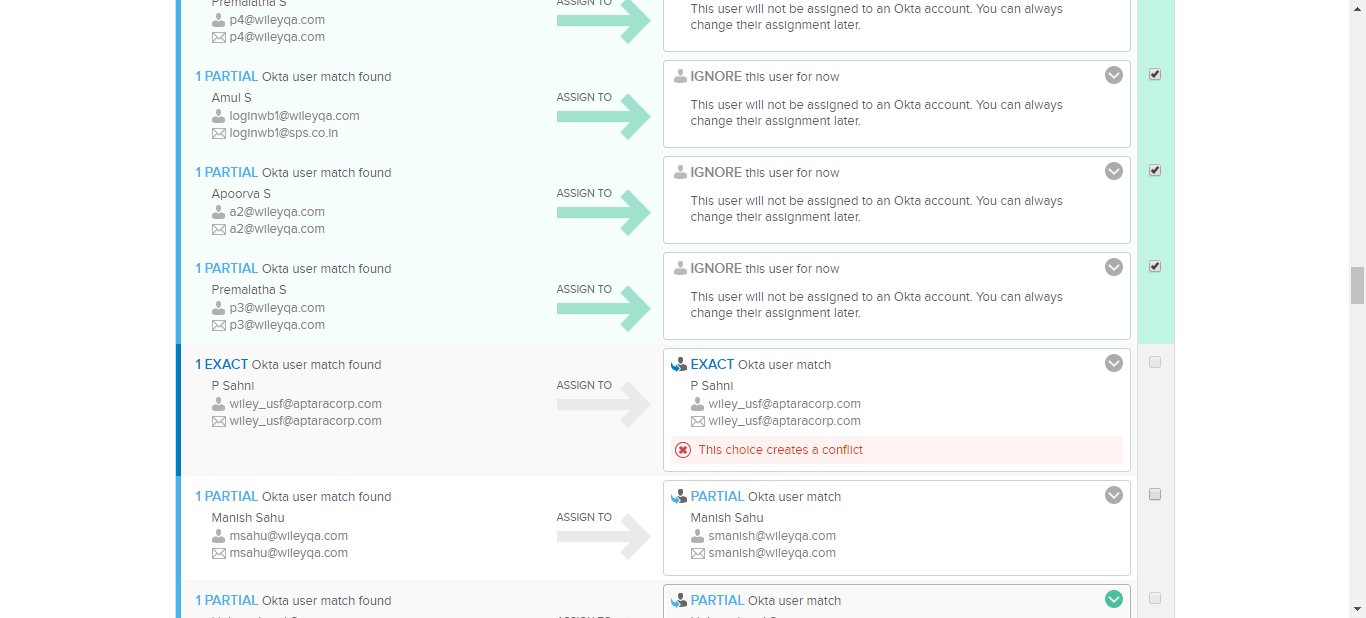 Premalatha S
p4@wileyqa.com
p4@wileyqa.com
ASSIGN TO
This user will not be assigned to an Okta account. You can always
change their assignment later.
1 PARTIAL Okta user match found
Amul S
loginwb1@wileyqa.com
loginwb1@sps.co.in
ASSIGN TO
IGNORE this user for now
This user will not be assigned to an Okta account. You can always
change their assignment later.
1 PARTIAL Okta user match found
Apoorva S
a2@wileyqa.com
a2@wileyqa.com
ASSIGN TO
IGNORE this user for now
This user will not be assigned to an Okta account. You can always
change their assignment later.
1 PARTIAL Okta user match found
Premalatha S
p3@wileyqa.com
p3@wileyqa.com
ASSIGN TO
IGNORE this user for now
This user will not be assigned to an Okta account. You can always
change their assignment later.
1 EXACT Okta user match found
P Sahni
wiley_usf@aptaracorp.com
wiley_usf@aptaracorp.com
ASSIGN TO
EXACT Okta user match
P Sahni
wiley_usf@aptaracorp.com
wiley_usf@aptaracorp.com
This choice creates a conflict
1 PARTIAL Okta user match found
Manish Sahu
msahu@wileyqa.com
msahu@wileyqa.com
ASSIGN TO
PARTIAL Okta user match
Manish Sahu
smanish@wileyqa.com
smanish@wileyqa.com
1 PARTIAL Okta user match found
ASSIGN TO
PARTIAL Okta user match